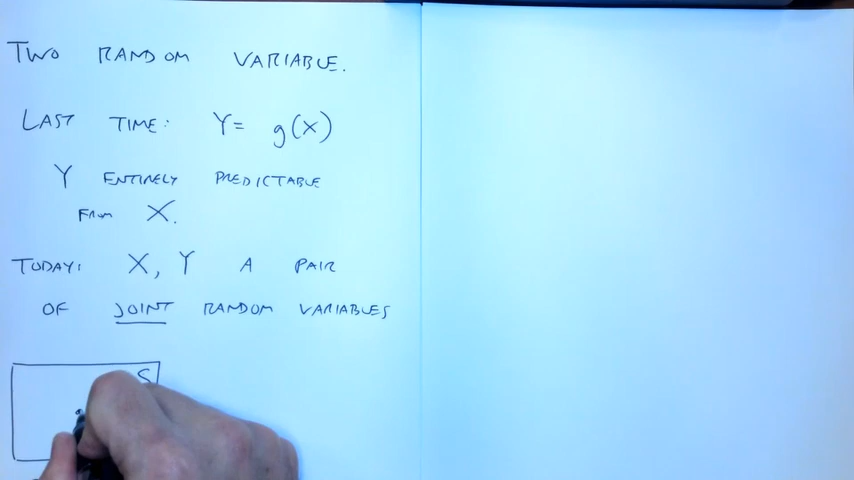 TWO RANDOM VARIABLE.
LAST TIME: Y= g(X)
Y ENTIRELY PREDICTABLE
FROM X.
TODAY: X, Y A PAIR
OF JOINT RANDOM VARIABLES
S